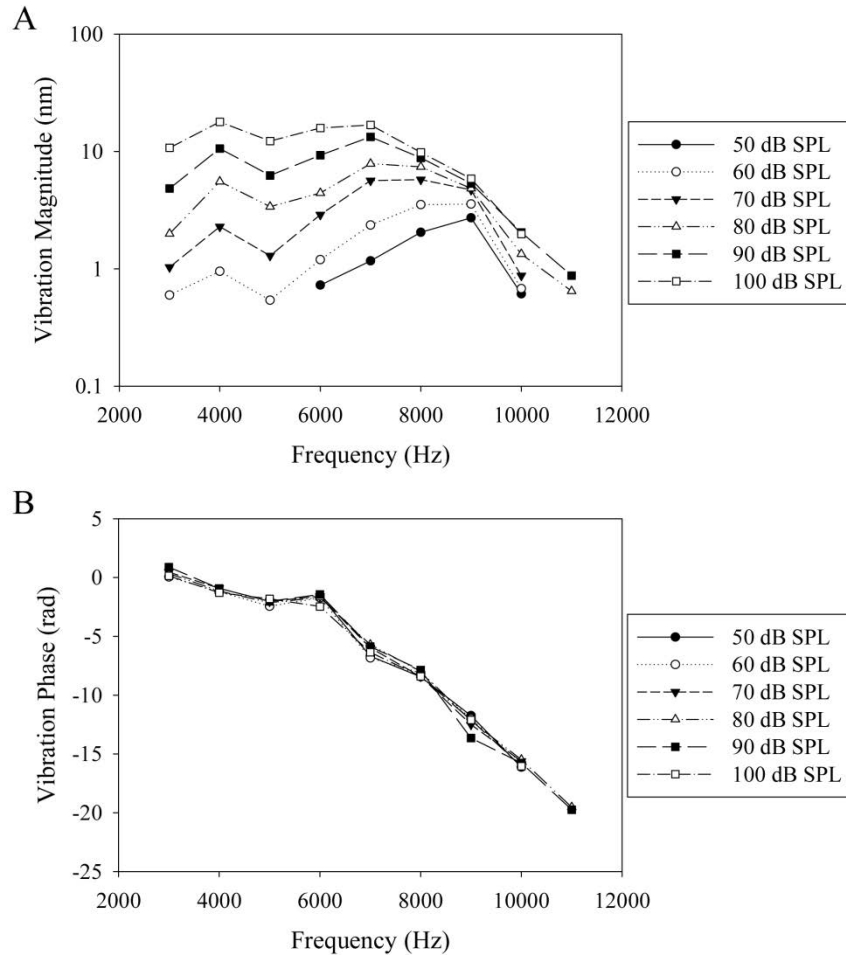 A
Vibration Magnitude (nm)
100
10
1
0.1
2000 4000 6000 8000 10000 12000
Frequency (Hz)
50 dB SPL
60 dB SPL
70 dB SPL
80 dB SPL
90 dB SPL
100 dB SPL
B
Vibration Phase (rad)
5
0
-5
-10
-15
-20
-25
2000 4000 6000 8000 10000 12000
Frequency (Hz)
50 dB SPL
60 dB SPL
70 dB SPL
80 dB SPL
90 dB SPL
100 dB SPL